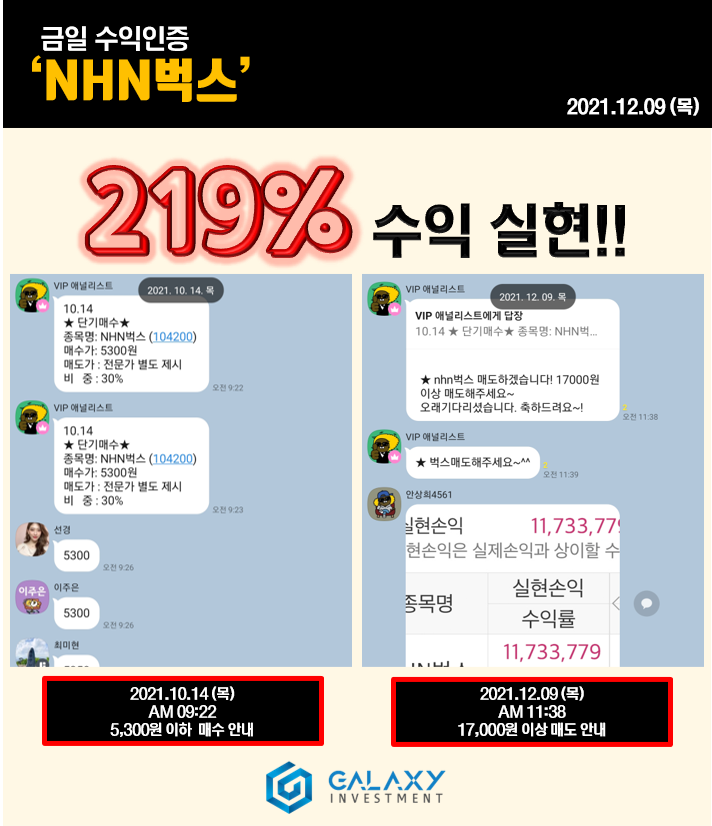 금일 수익인증
‘NHN벅스’
2021.12.09 (목)
219% 수익 실현!!
VIP 애널리스트
2021. 10. 14. 목
10.14
★ 단기매수★
종목명: NHN벅스 (104200)
매수가: 5300원
매도가 : 전문가 별도 제시
비 중 : 30%
오전 9:22
VIP 애널리스트
10.14
★ 단기매수★
종목명: NHN벅스 (104200)
매수가: 5300원
매도가 : 전문가 별도 제시
비 중 : 30%
오전 9:23
선경
5300
오전 9:26
이주은
이주은
5300
오전 9:26
최미현
VIP 애널리스트
2021. 12. 09. 목
VIP 애널리스트에게 답장
10.14 ★ 단기매수★ 종목명: NHN벅...
★ nhn벅스 매도하겠습니다! 17000원
이상 매도해주세요~
오래기다리셨습니다. 축하드려요~!
2
오전 11:38
VIP 애널리스트
★ 벅스매도해주세요~^^
2
오전 11:39
안상희4561
실현손익 11,733,779
현손익은 실제손익과 상이할 수
종목명
실현손익
수익률
11,733,779
2021.10.14 (목)
AM 09:22
5,300원 이하 매수 안내
2021.12.09 (목)
AM 11:38
17,000원 이상 매도 안내
GALAXY
INVESTMENT